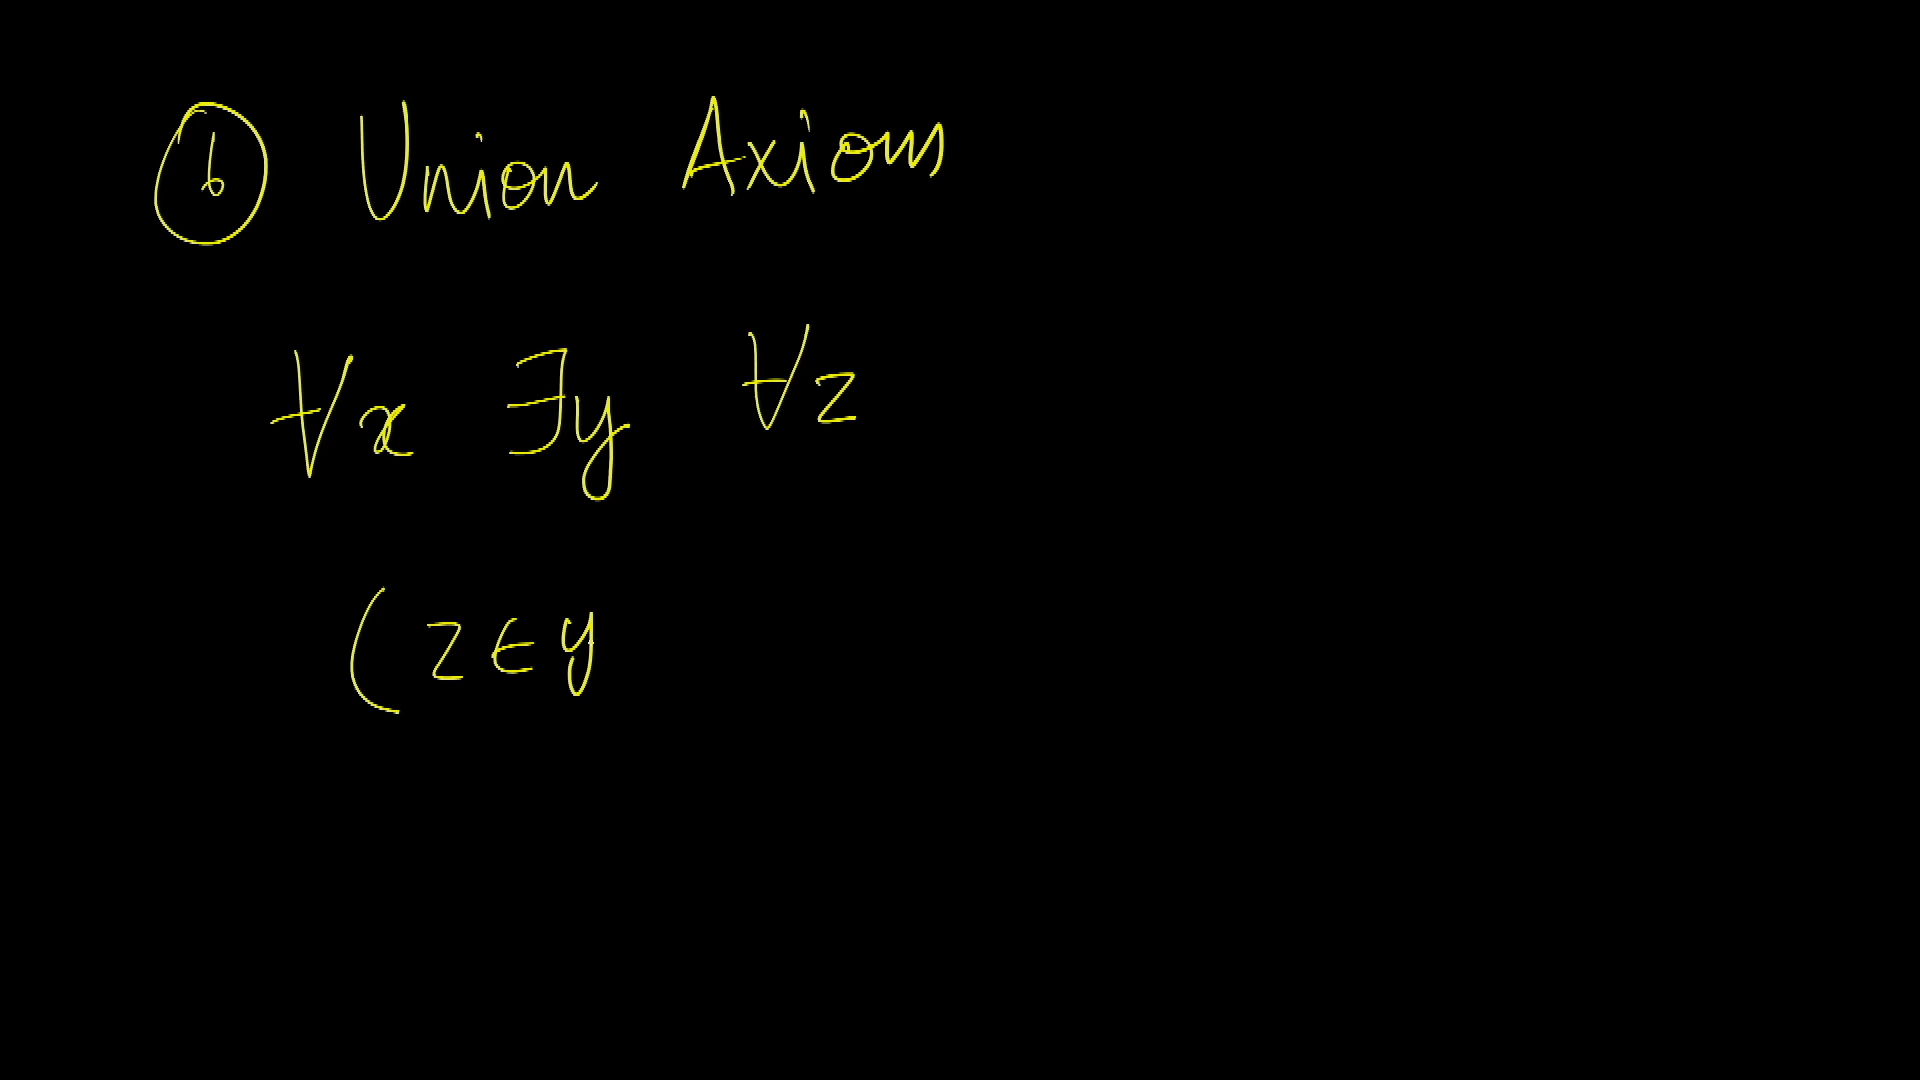 ⑥ Union Axiom
∀x ∃y ∀z
(z ∈ y